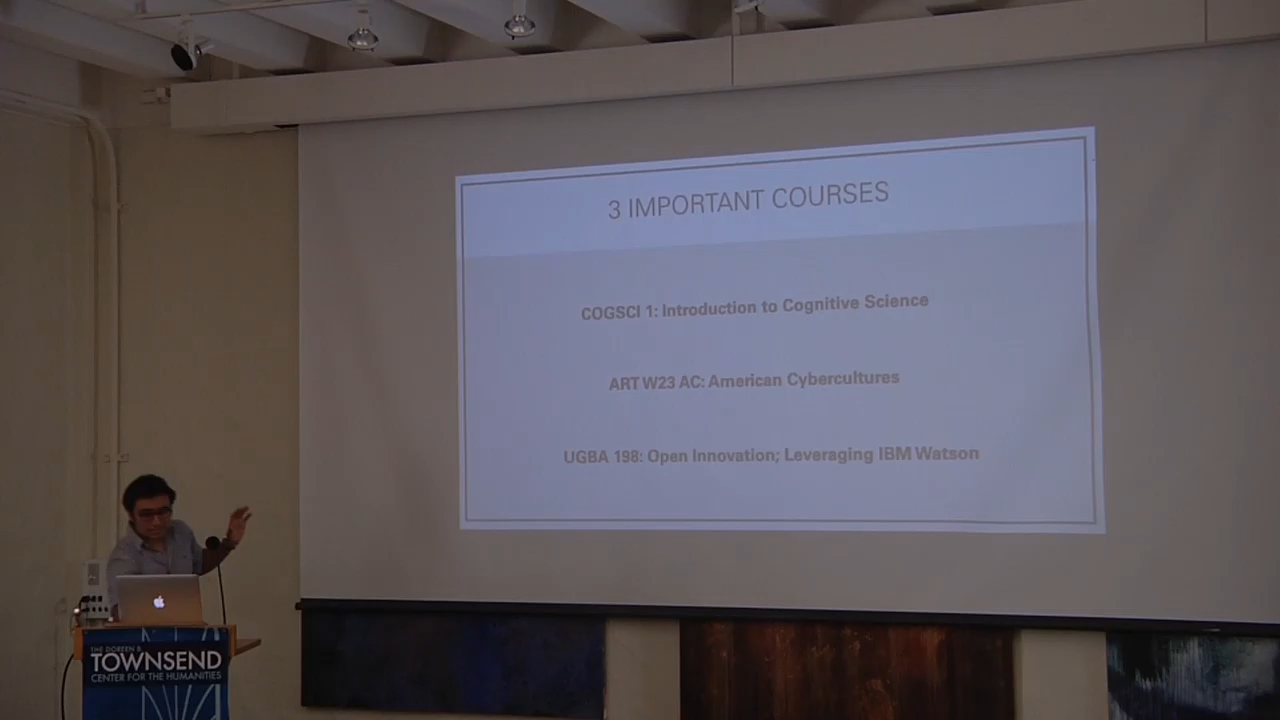 3 IMPORTANT COURSES
COGSCI 1: Introduction to Cognitive Science
ART W23 AC: American Cybercultures
UGBA 198: Open Innovation; Leveraging IBM Watson
THE DOREEN B.
TOWNSEND
CENTER FOR THE HUMANITIES